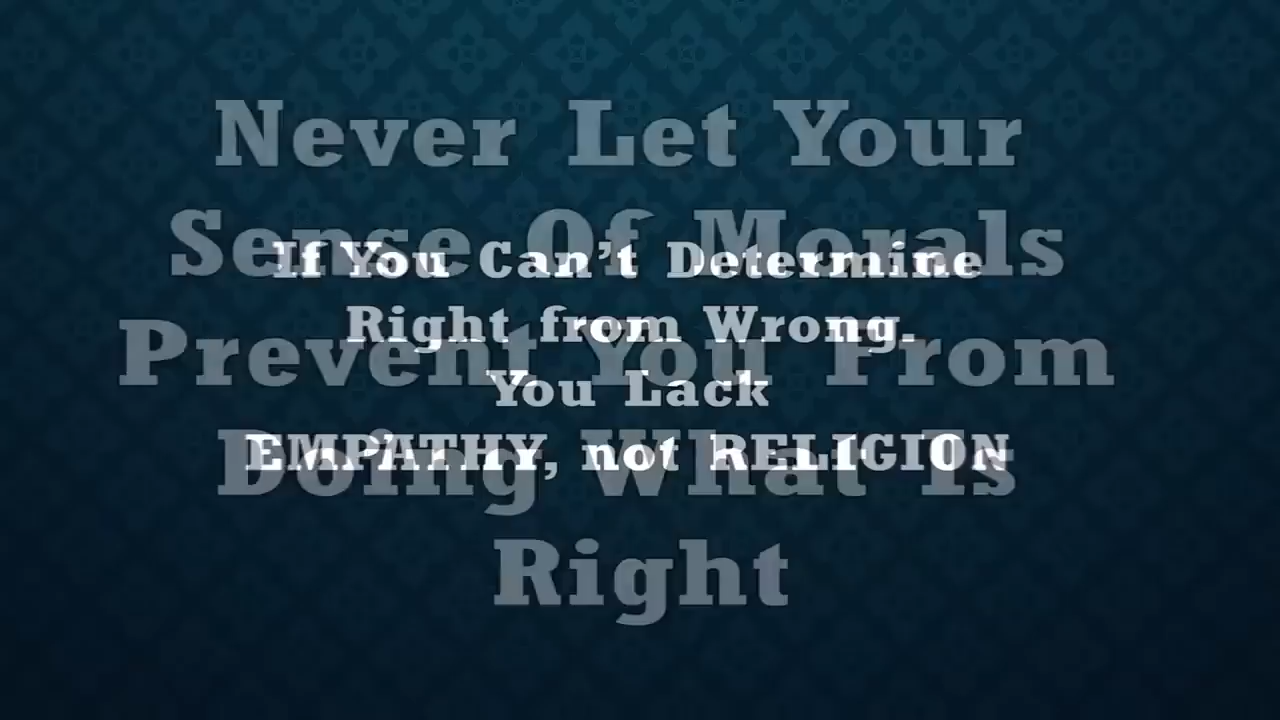 Never Let Your
Sense Of Morals
Prevent You From
Doing What Is
Right
If You Can't Determine
Right from Wrong.
You Lack
EMPATHY, not RELIGION